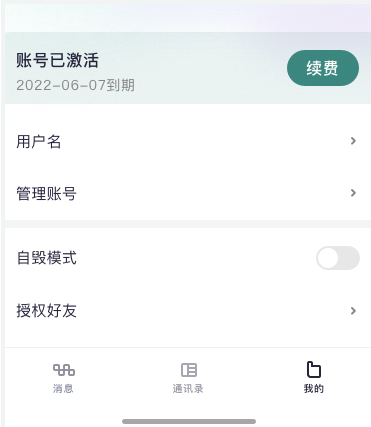 账号已激活
2022-06-07到期
续费
用户名
管理账号
自毁模式
授权好友
消息
通讯录
我的